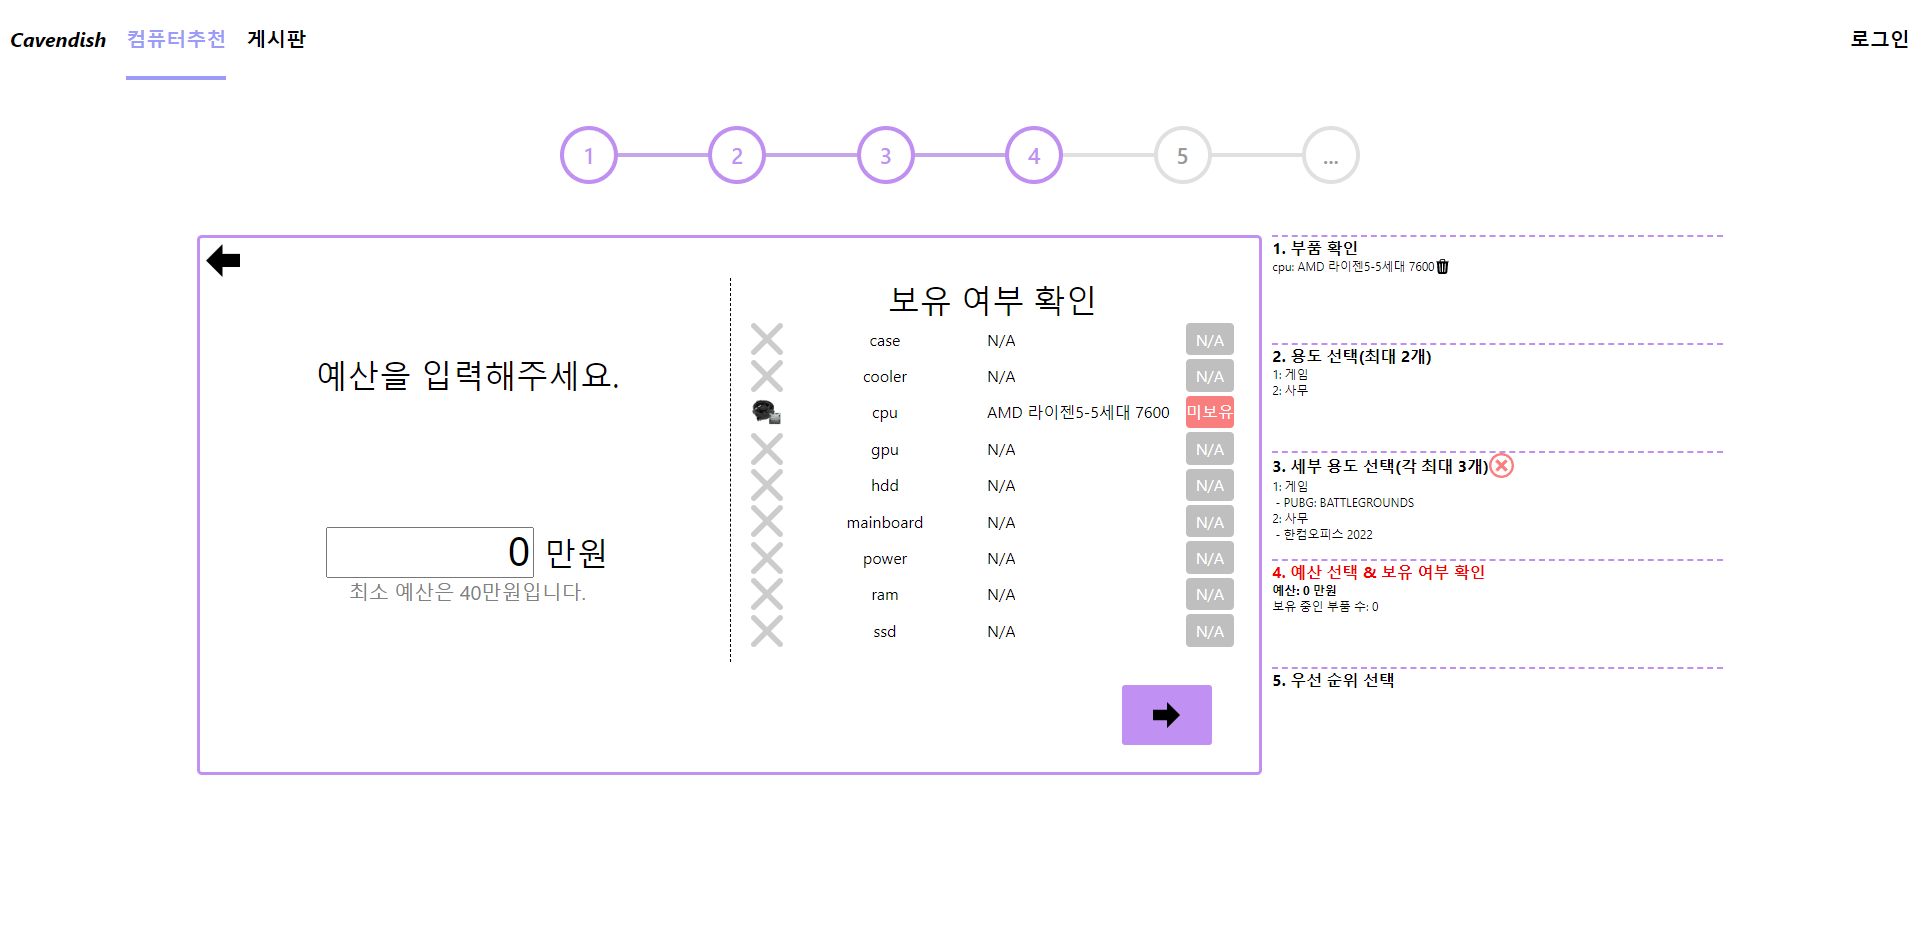 Cavendish 컴퓨터추천 게시판 로그인
1 2 3 4 5 ...
예산을 입력해주세요.
0 만원
최소 예산은 40만원입니다.
보유 여부 확인
case N/A N/A
cooler N/A N/A
cpu AMD 라이젠5-5세대 7600 미보유
gpu N/A N/A
hdd N/A N/A
mainboard N/A N/A
power N/A N/A
ram N/A N/A
ssd N/A N/A
1. 부품 확인
cpu: AMD 라이젠5-5세대 7600
2. 용도 선택(최대 2개)
1: 게임
2: 사무
3. 세부 용도 선택(각 최대 3개)
1: 게임
- PUBG: BATTLEGROUNDS
2: 사무
- 한컴오피스 2022
4. 예산 선택 & 보유 여부 확인
예산: 0 만원
보유 중인 부품 수: 0
5. 우선 순위 선택